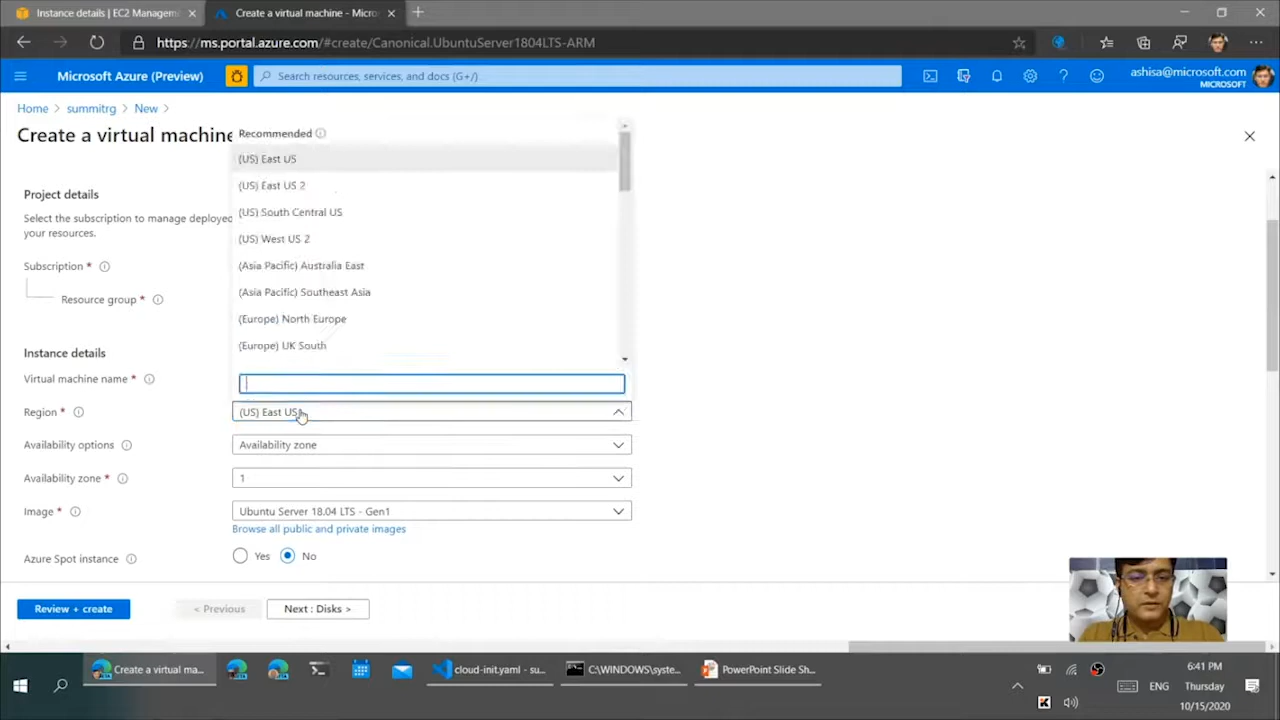 Instance details | EC2 Managem
Create a virtual machine - Micro
https://ms.portal.azure.com/#create/Canonical.UbuntuServer1804LTS-ARM
Microsoft Azure (Preview)
Search resources, services, and docs (G+/)
ashisa@microsoft.com
MICROSOFT
Home > summitrg > New >
Create a virtual machine
Project details
Select the subscription to manage deployed
your resources.
Subscription *
Resource group *
Recommended
(US) East US
(US) East US 2
(US) South Central US
(US) West US 2
(Asia Pacific) Australia East
(Asia Pacific) Southeast Asia
(Europe) North Europe
(Europe) UK South
Instance details
Virtual machine name *
Region *
(US) East US
Availability options
Availability zone
Availability zone *
1
Image *
Ubuntu Server 18.04 LTS - Gen1
Browse all public and private images
Azure Spot instance
Yes
No
Review + create
< Previous
Next : Disks >
Create a virtual ma...
cloud-init.yaml - su...
C:\WINDOWS\syste...
PowerPoint Slide Sh...
ENG
6:41 PM
Thursday
10/15/2020